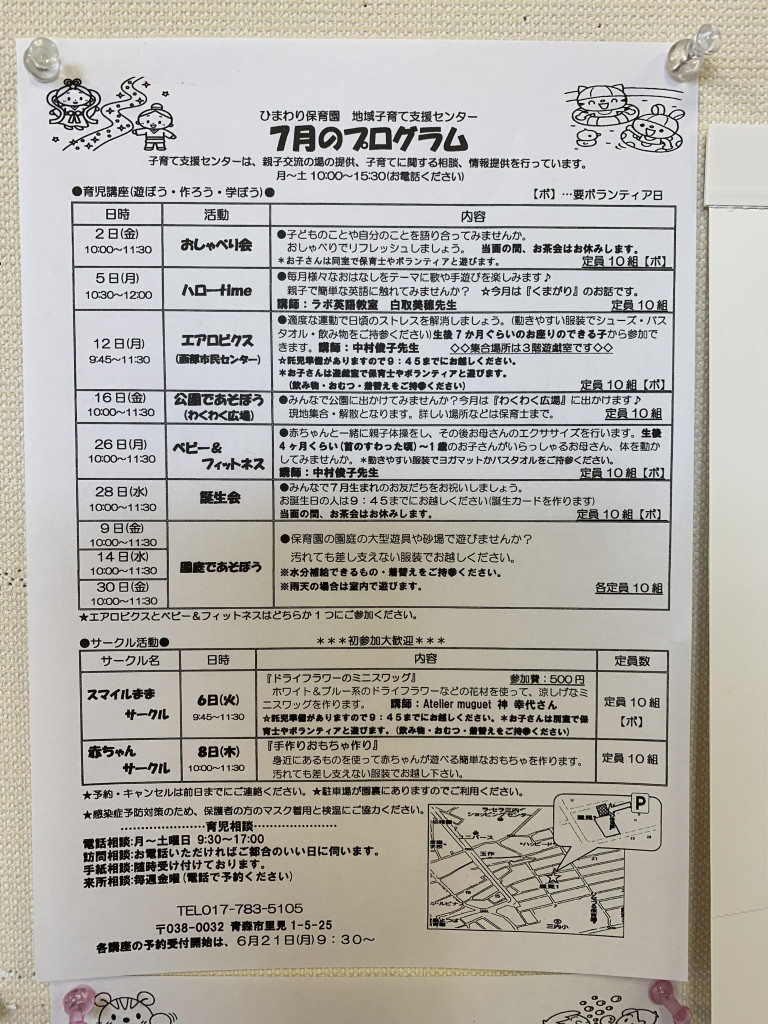 ひまわり保育園　地域子育て支援センター
7月のプログラム
子育て支援センターは、親子交流の場の提供、子育てに関する相談、情報提供を行っています。
月～土 10:00～15:30(お電話ください)
●育児講座(遊ぼう・作ろう・学ぼう)●　【ボ】…要ボランティア日
日時　活動　内容
2日(金)
10:00～11:30
おしゃべり会
●子どものことや自分のことを語り合ってみませんか。
おしゃべりでリフレッシュしましょう。　当面の間、お茶会はお休みします。
＊お子さんは同室で保育士やボランティアと遊びます。　定員10組【ボ】
5日(月)
10:30～12:00
ハローtime
●毎月様々なおはなしをテーマに歌や手遊びを楽しみます♪
親子で簡単な英語に触れてみませんか？　☆今月は『くまがり』のお話です。
講師：ラボ英語教室　白取美穂先生　定員10組
12日(月)
9:45～11:30
エアロビクス
(西部市民センター)
●適度な運動で日頃のストレスを解消しましょう。(動きやすい服装でシューズ・バス
タオル・飲み物をご持参ください)生後7か月ぐらいのお座りのできる子から参加で
きます。講師：中村俊子先生　◇◇集合場所は3階遊戯室です◇◇
☆託児準備がありますので9：45までにお越しください。
＊お子さんは遊戯室で保育士やボランティアと遊びます。
(飲み物・おむつ・着替えをご持参ください)　定員10組【ボ】
16日(金)
10:00～11:30
公園であそぼう
(わくわく広場)
●みんなで公園に出かけてみませんか？今月は『わくわく広場』に出かけます♪
現地集合・解散となります。詳しい場所などは保育士まで。　定員10組
26日(月)
10:00～11:30
ベビー＆
フィットネス
●赤ちゃんと一緒に親子体操をし、その後お母さんのエクササイズを行います。生後
4ヶ月くらい(首のすわった頃)～1歳のお子さんがいらっしゃるお母さん、体を動
かしてみませんか。＊動きやすい服装でヨガマットかバスタオルをご持参ください。
講師：中村俊子先生　定員10組【ボ】
28日(水)
10:00～11:30
誕生会
●みんなで7月生まれのお友だちをお祝いしましょう。
お誕生日の人は9：45までにお越しください(誕生カードを作ります)
当面の間、お茶会はお休みします。　定員10組【ボ】
9日(金)
10:00～11:30
14日(水)
10:00～11:30
30日(金)
10:00～11:30
園庭であそぼう
●保育園の園庭の大型遊具や砂場で遊びませんか？
汚れても差し支えない服装でお越しください。
※水分補給できるもの・着替えをご持参ください。
※雨天の場合は室内で遊びます。　各定員10組
★エアロビクスとベビー＆フィットネスはどちらか1つにご参加ください。
●サークル活動●　＊＊＊初参加大歓迎＊＊＊
サークル名　日時　内容　定員数
スマイルまま
サークル
6日(火)
9:45～11:30
『ドライフラワーのミニスワッグ』　参加費：500円
ホワイト＆ブルー系のドライフラワーなどの花材を使って、涼しげなミ
ニスワッグを作ります。　講師：Atelier muguet 神 幸代さん
☆託児準備がありますので9：45までにお越しください。＊お子さんは別室で保
育士やボランティアと遊びます。(飲み物・おむつ・着替えをご持参ください)
定員10組
【ボ】
赤ちゃん
サークル
8日(木)
10:00～11:30
『手作りおもちゃ作り』
身近にあるものを使って赤ちゃんが遊べる簡単なおもちゃを作ります。
汚れても差し支えない服装でお越し下さい。
定員10組
★予約・キャンセルは前日までにご連絡ください。★駐車場が園裏にありますのでご利用ください。
★感染症予防対策のため、保護者の方のマスク着用と検温にご協力ください。
育児相談
電話相談:月～土曜日 9:30～17:00
訪問相談:お電話いただければご都合のいい日に伺います。
手紙相談:随時受け付けております。
来所相談:毎週金曜(電話で予約ください)
TEL017-783-5105
〒038-0032 青森市里見1-5-25
各講座の予約受付開始は、6月21日(月)9：30～
ラ・セラ三内
ショッピングセンター
ユニバース
玉作
P
里見1
三内小